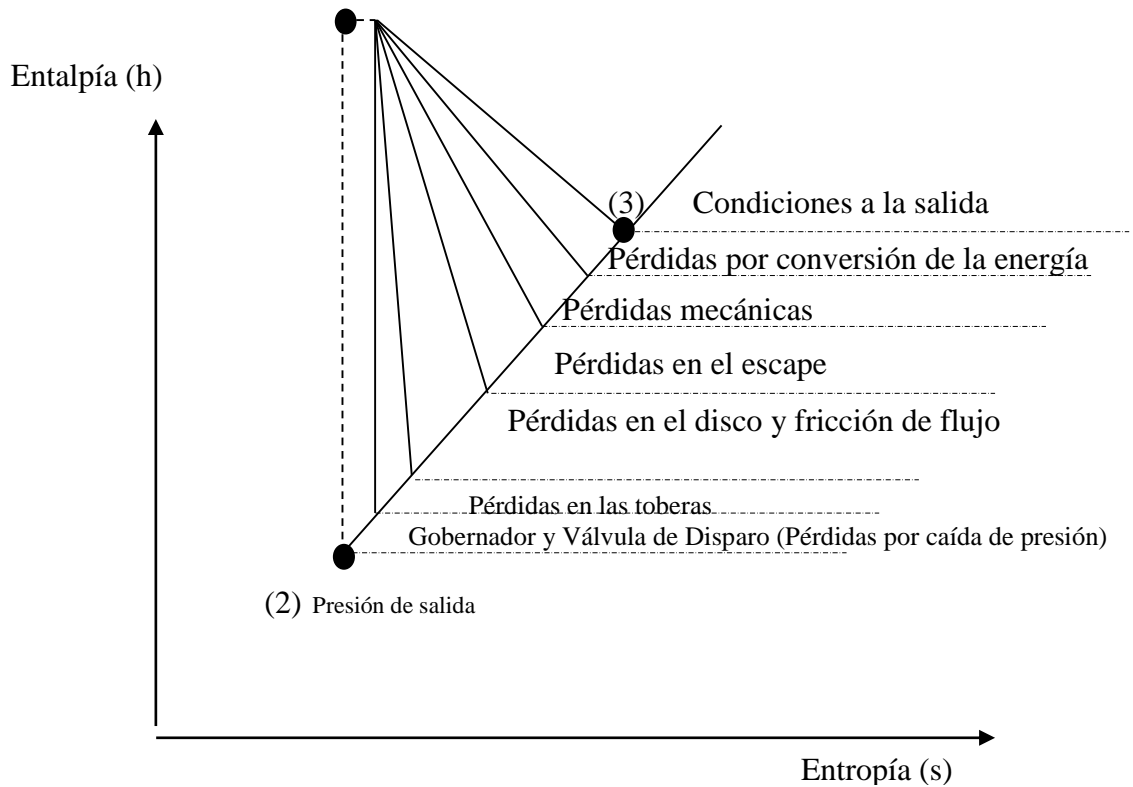 Entalpía (h)
(3)
Condiciones a la salida
Pérdidas por conversión de la energía
Pérdidas mecánicas
Pérdidas en el escape
Pérdidas en el disco y fricción de flujo
Pérdidas en las toberas
Gobernador y Válvula de Disparo (Pérdidas por caída de presión)
(2) Presión de salida
Entropía (s)